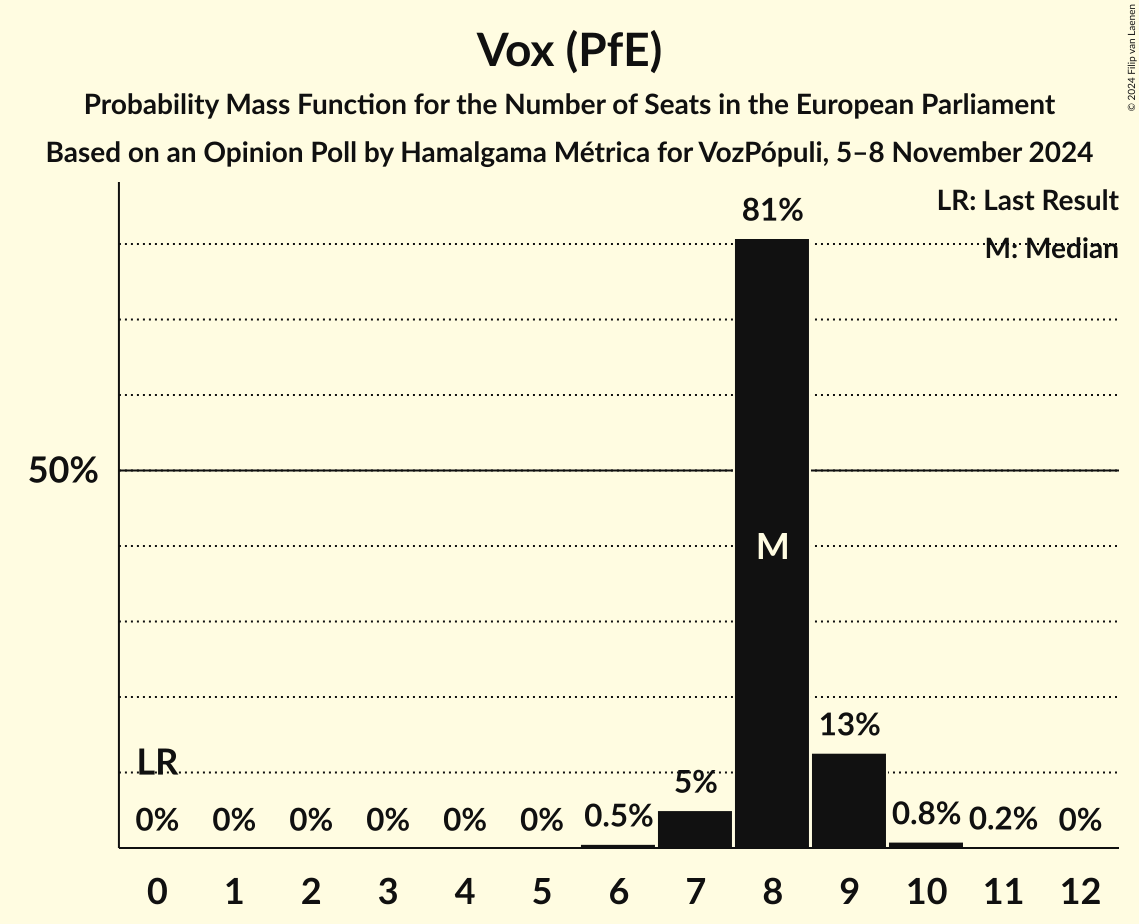 Vox (PfE)
Probability Mass Function for the Number of Seats in the European Parliament
Based on an Opinion Poll by Hamalgama Métrica for VozPópuli, 5–8 November 2024
© 2024 Filip van Laenen
LR: Last Result
M: Median
81%
50%
M
13%
LR
5%
0% 0% 0% 0% 0% 0% 0.5% 0.8% 0.2% 0%
0 1 2 3 4 5 6 7 8 9 10 11 12